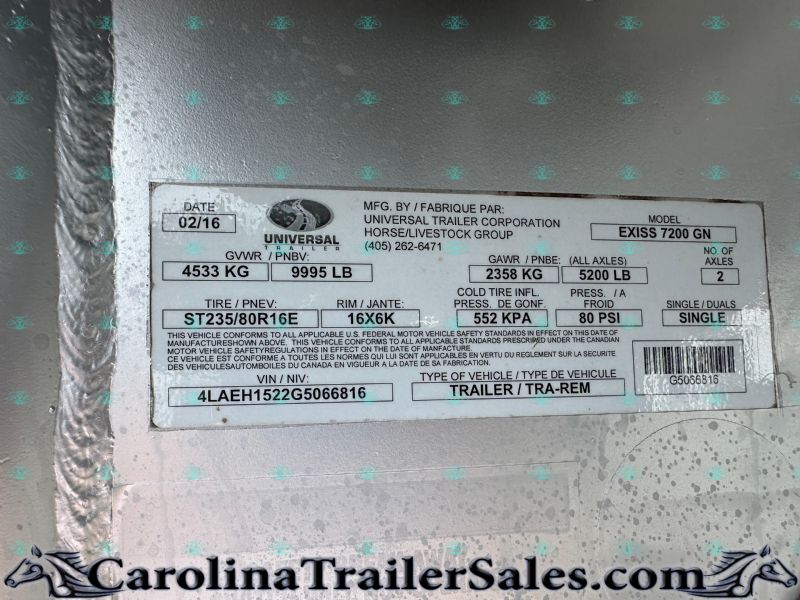 DATE
02/16
UNIVERSAL
TRAILER
MFG. BY / FABRIQUE PAR:
UNIVERSAL TRAILER CORPORATION
HORSE/LIVESTOCK GROUP
(405) 262-6471
MODEL
EXISS 7200 GN
GVWR / PNBV:
4533 KG 9995 LB
GAWR / PNBE: (ALL AXLES)
2358 KG 5200 LB
NO. OF
AXLES
2
TIRE / PNEV: RIM / JANTE:
ST235/80R16E 16X6K
COLD TIRE INFL. PRESS. / A
PRESS. DE GONF. FROID
552 KPA 80 PSI
SINGLE / DUALS
SINGLE
THIS VEHICLE CONFORMS TO ALL APPLICABLE U.S. FEDERAL MOTOR VEHICLE SAFETY STANDARDS IN EFFECT ON THIS DATE OF
MANUFACTURESHOWN ABOVE. THIS VEHICLE CONFORMS TO ALL APPLICABLE STANDARDS PRESCRIBED UNDER THE CANADIAN
MOTOR VEHICLE SAFETY/REGULATIONS IN EFFECT ON THE DATE OF MANUFACTURE.
CE VEHICLE EST CONFORME A TOUTES LES NORMES QUI LUI SONT APPLICABLES EN VERTU DU REGLEMENT SUR LA SECURITE
DES VEHICULESAUTOMBOILES DU CANADA EN VIGUEUR A LA DATE DE SA FABRICATION.
VIN / NIV:
4LAEH1522G5066816
TYPE OF VEHICLE / TYPE DE VEHICULE
TRAILER / TRA-REM
G5066816
CarolinaTrailerSales.com